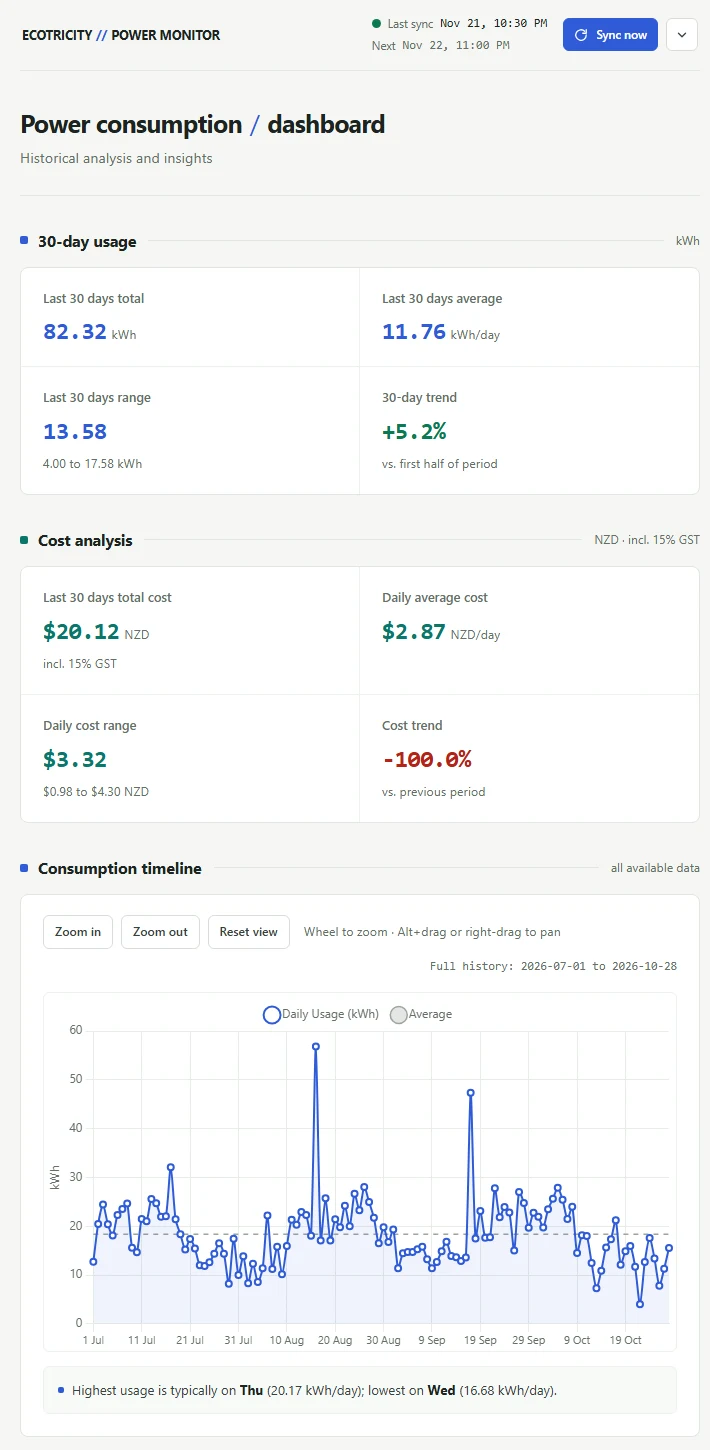 ECOTRICITY // POWER MONITOR
Last sync Nov 21, 10:30 PM
Next Nov 22, 11:00 PM
Sync now
Power consumption / dashboard
Historical analysis and insights
30-day usage
kWh
Last 30 days total
82.32 kWh
Last 30 days average
11.76 kWh/day
Last 30 days range
13.58
4.00 to 17.58 kWh
30-day trend
+5.2%
vs. first half of period
Cost analysis
NZD · incl. 15% GST
Last 30 days total cost
$20.12 NZD
incl. 15% GST
Daily average cost
$2.87 NZD/day
Daily cost range
$3.32
$0.98 to $4.30 NZD
Cost trend
-100.0%
vs. previous period
Consumption timeline
all available data
Zoom in
Zoom out
Reset view
Wheel to zoom · Alt+drag or right-drag to pan
Full history: 2026-07-01 to 2026-10-28
Daily Usage (kWh)
Average
60
50
40
30
20
10
0
kWh
1 Jul
11 Jul
21 Jul
31 Jul
10 Aug
20 Aug
30 Aug
9 Sep
19 Sep
29 Sep
9 Oct
19 Oct
Highest usage is typically on Thu (20.17 kWh/day); lowest on Wed (16.68 kWh/day).